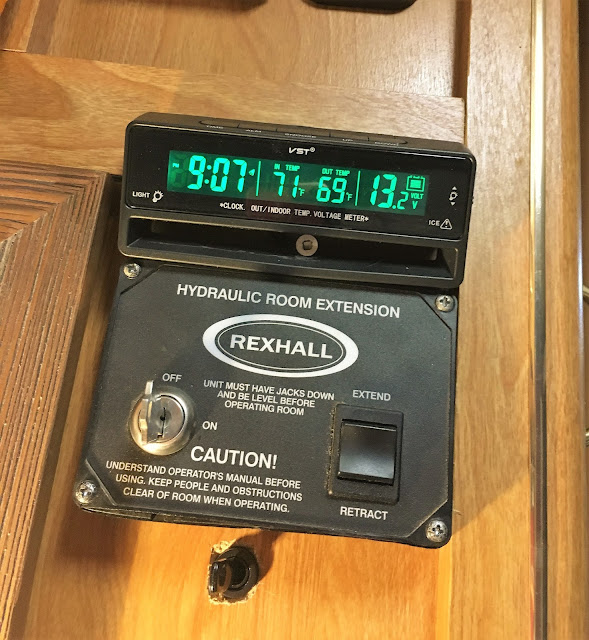 VST®
PM 9:07 IN TEMP 71°F OUT TEMP 69°F 13.2 VOLT V
LIGHT
*CLOCK. OUT/INDOOR TEMP.VOLTAGE METER*
ICE
HYDRAULIC ROOM EXTENSION
REXHALL
OFF
UNIT MUST HAVE JACKS DOWN
AND BE LEVEL BEFORE
OPERATING ROOM
EXTEND
ON
CAUTION!
UNDERSTAND OPERATOR'S MANUAL BEFORE
USING. KEEP PEOPLE AND OBSTRUCTIONS
CLEAR OF ROOM WHEN OPERATING.
RETRACT